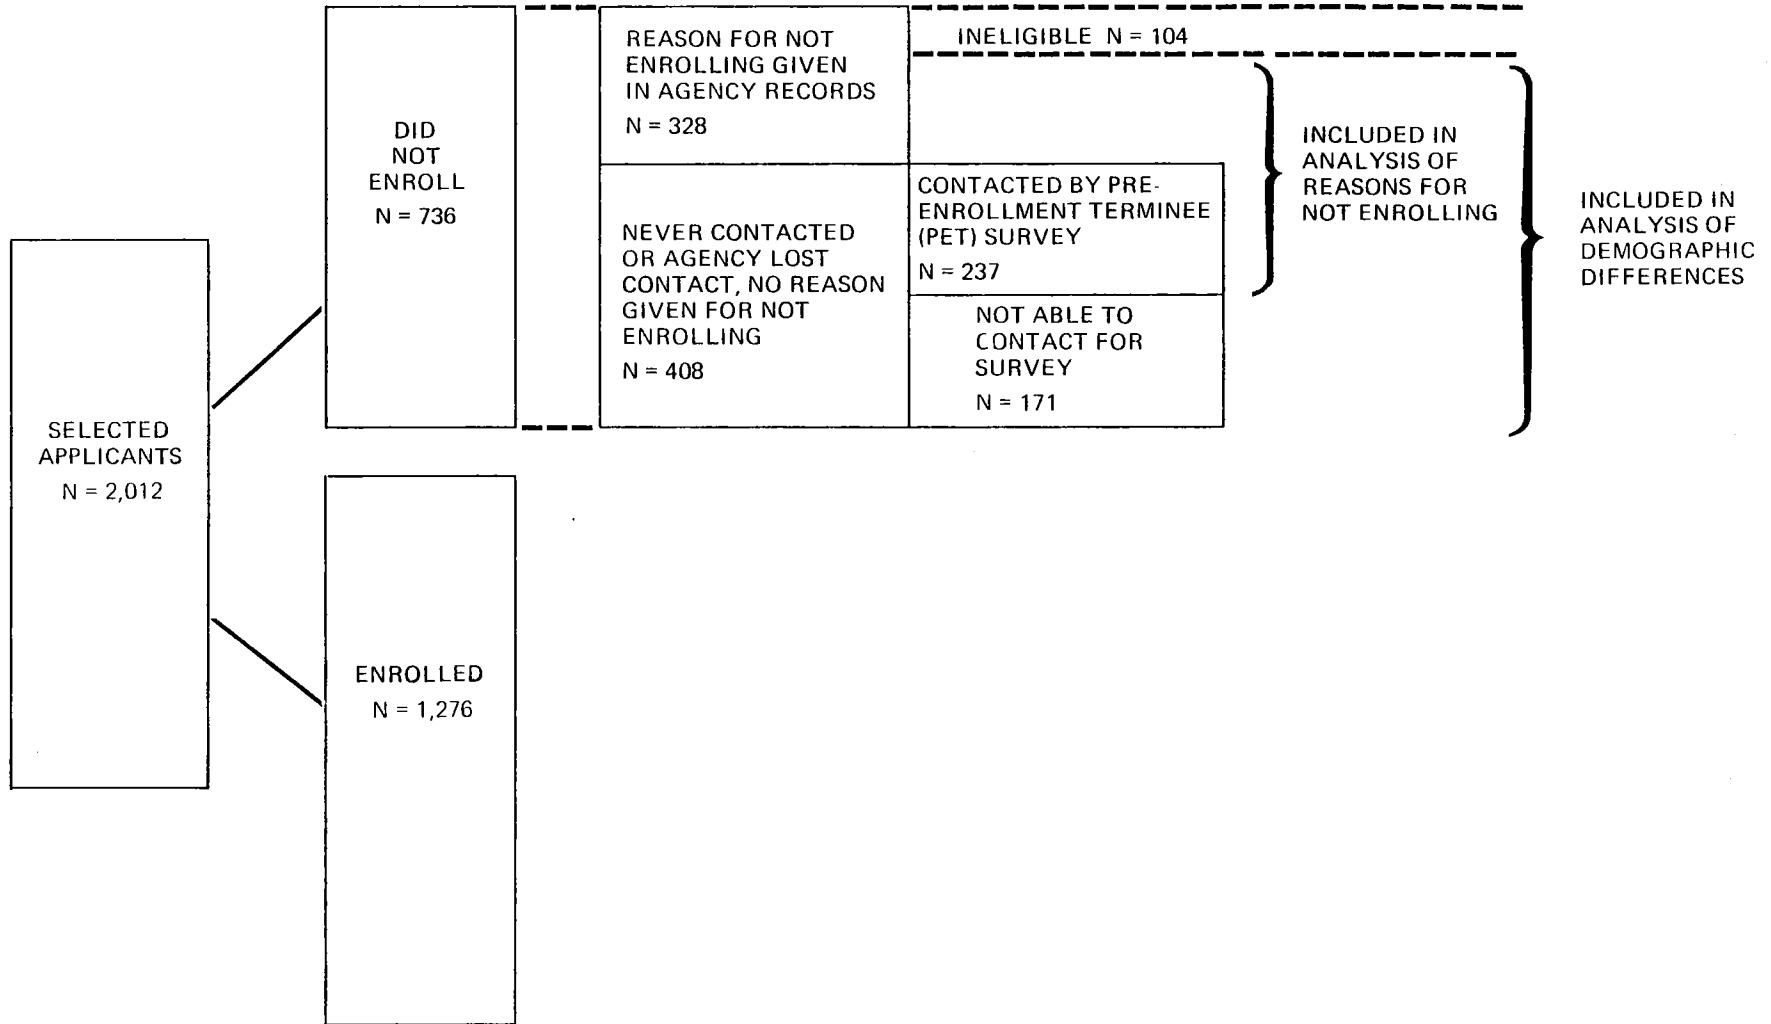 SELECTED
APPLICANTS
N = 2,012
DID
NOT
ENROLL
N = 736
ENROLLED
N = 1,276
REASON FOR NOT
ENROLLING GIVEN
IN AGENCY RECORDS
N = 328
NEVER CONTACTED
OR AGENCY LOST
CONTACT, NO REASON
GIVEN FOR NOT
ENROLLING
N = 408
INELIGIBLE N = 104
CONTACTED BY PRE-
ENROLLMENT TERMINEE
(PET) SURVEY
N = 237
NOT ABLE TO
CONTACT FOR
SURVEY
N = 171
INCLUDED IN
ANALYSIS OF
REASONS FOR
NOT ENROLLING
INCLUDED IN
ANALYSIS OF
DEMOGRAPHIC
DIFFERENCES